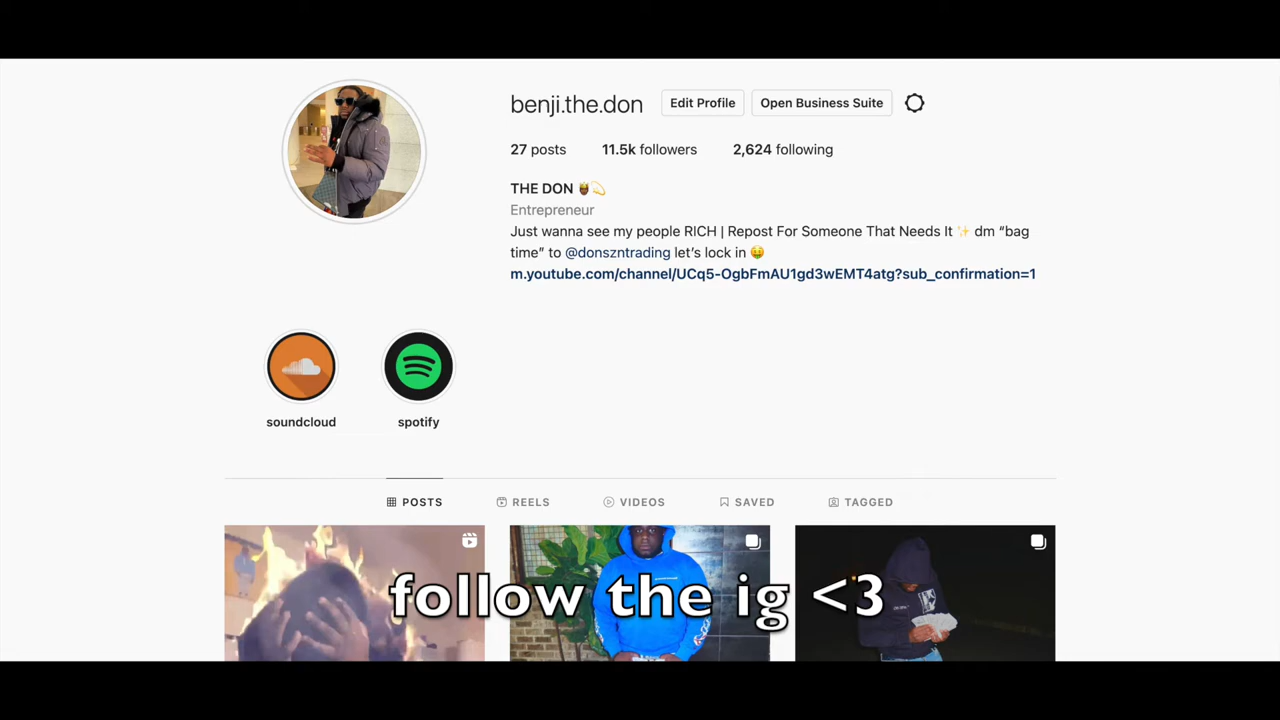 benji.the.don Edit Profile Open Business Suite
27 posts 11.5k followers 2,624 following
THE DON
Entrepreneur
Just wanna see my people RICH | Repost For Someone That Needs It ✨ dm “bag
time” to @donszntrading let’s lock in 🤑
m.youtube.com/channel/UCq5-OgbFmAU1gd3wEMT4atg?sub_confirmation=1
soundcloud spotify
POSTS REELS VIDEOS SAVED TAGGED
follow the ig <3